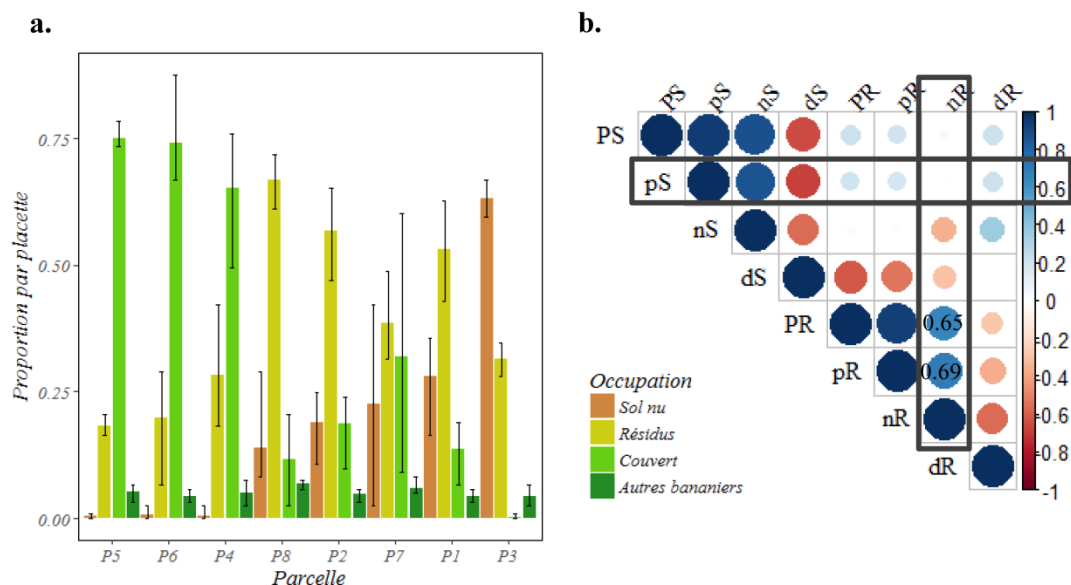 a.
Proportion par placette
0.75
0.50
0.25
0.00
P5 P6 P4 P8 P2 P7 P1 P3
Parcelle
Occupation
Sol nu
Résidus
Couvert
Autres bananiers
b.
PS pS nS dS PR pR nR dR
PS
pS
nS
dS
PR 0.65
pR 0.69
nR
dR
1
0.8
0.6
0.4
0.2
0
-0.2
-0.4
-0.6
-0.8
-1